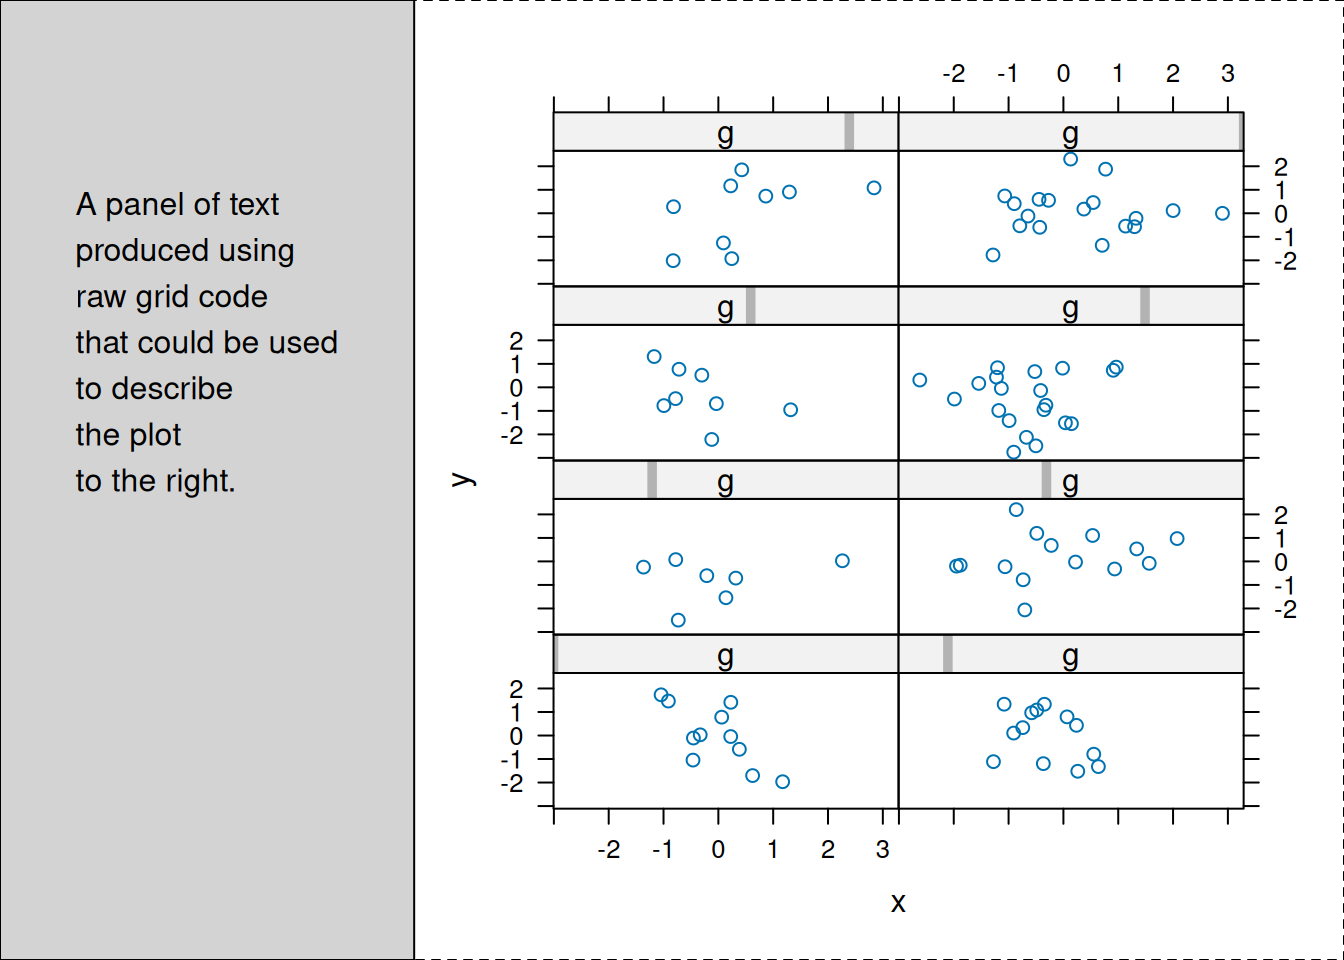 A panel of text
produced using
raw grid code
that could be used
to describe
the plot
to the right.
-2 -1 0 1 2 3
g g
2
1
0
-1
-2
g g
2
1
0
-1
-2
y
g g
2
1
0
-1
-2
g g
2
1
0
-1
-2
-2 -1 0 1 2 3
x